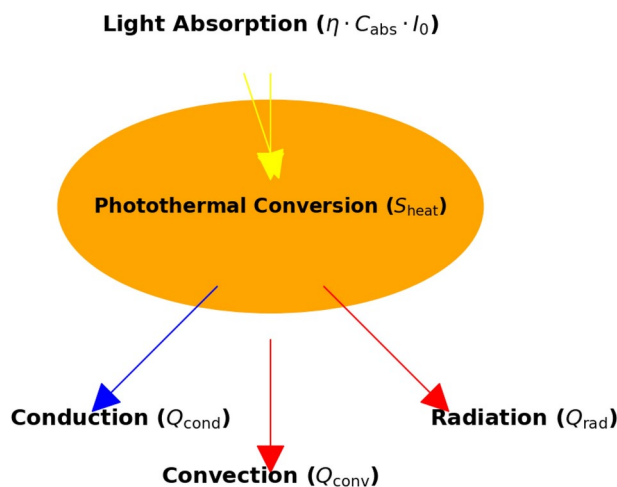 Light Absorption (η · C_abs · I_0)
Photothermal Conversion (S_heat)
Conduction (Q_cond)
Radiation (Q_rad)
Convection (Q_conv)